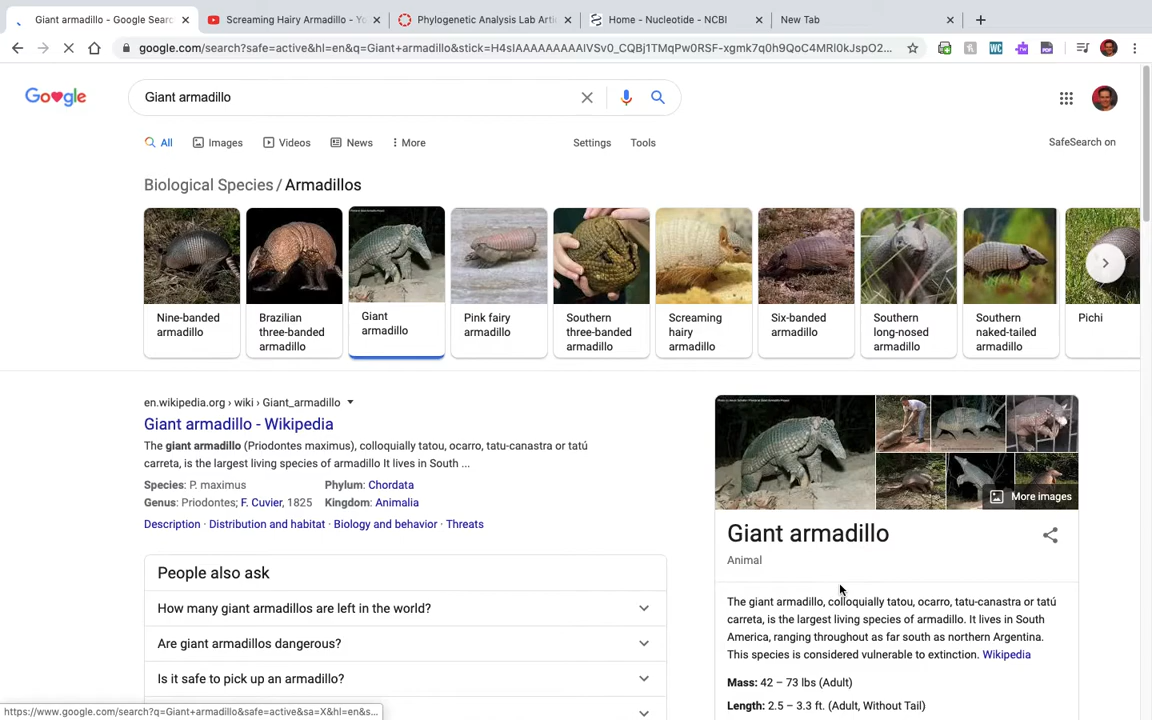 Giant armadillo - Google Searc
Screaming Hairy Armadillo - Yo
Phylogenetic Analysis Lab Artic
Home - Nucleotide - NCBI
New Tab
google.com/search?safe=active&hl=en&q=Giant+armadillo&stick=H4sIAAAAAAAAAIVSv0_CQBj1TMqPw0RSF-xgmk7q0h9QoC4MRl0kJspO2...
Google
Giant armadillo
All
Images
Videos
News
More
Settings
Tools
SafeSearch on
Biological Species / Armadillos
Nine-banded
armadillo
Brazilian
three-banded
armadillo
Giant
armadillo
Pink fairy
armadillo
Southern
three-banded
armadillo
Screaming
hairy
armadillo
Six-banded
armadillo
Southern
long-nosed
armadillo
Southern
naked-tailed
armadillo
Pichi
en.wikipedia.org › wiki › Giant_armadillo
Giant armadillo - Wikipedia
The giant armadillo (Priodontes maximus), colloquially tatou, ocarro, tatu-canastra or tatú
carreta, is the largest living species of armadillo It lives in South ...
Species: P. maximus
Phylum: Chordata
Genus: Priodontes; F. Cuvier, 1825
Kingdom: Animalia
Description · Distribution and habitat · Biology and behavior · Threats
People also ask
How many giant armadillos are left in the world?
Are giant armadillos dangerous?
Is it safe to pick up an armadillo?
More images
Giant armadillo
Animal
The giant armadillo, colloquially tatou, ocarro, tatu-canastra or tatú
carreta, is the largest living species of armadillo. It lives in South
America, ranging throughout as far south as northern Argentina.
This species is considered vulnerable to extinction. Wikipedia
Mass: 42 – 73 lbs (Adult)
Length: 2.5 – 3.3 ft. (Adult, Without Tail)
https://www.google.com/search?q=Giant+armadillo&safe=active&sa=X&hl=en&s...